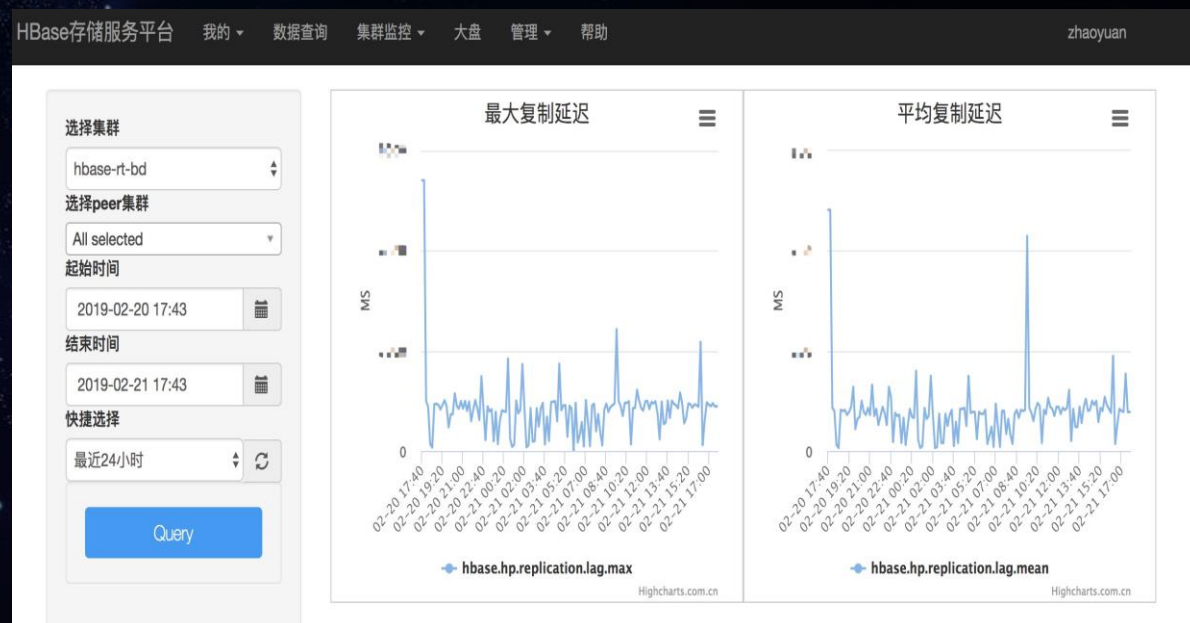 HBase存储服务平台 我的 数据查询 集群监控 大盘 管理 帮助 zhaoyuan
选择集群
hbase-rt-bd
选择peer集群
All selected
起始时间
2019-02-20 17:43
结束时间
2019-02-21 17:43
快捷选择
最近24小时
Query
最大复制延迟
MS
0
02-20 17:40
02-20 19:20
02-20 21:00
02-20 22:40
02-21 00:20
02-21 02:00
02-21 03:40
02-21 05:20
02-21 07:00
02-21 08:40
02-21 10:20
02-21 12:00
02-21 13:40
02-21 15:20
02-21 17:00
hbase.hp.replication.lag.max
Highcharts.com.cn
平均复制延迟
MS
0
02-20 17:40
02-20 19:20
02-20 21:00
02-20 22:40
02-21 00:20
02-21 02:00
02-21 03:40
02-21 05:20
02-21 07:00
02-21 08:40
02-21 10:20
02-21 12:00
02-21 13:40
02-21 15:20
02-21 17:00
hbase.hp.replication.lag.mean
Highcharts.com.cn